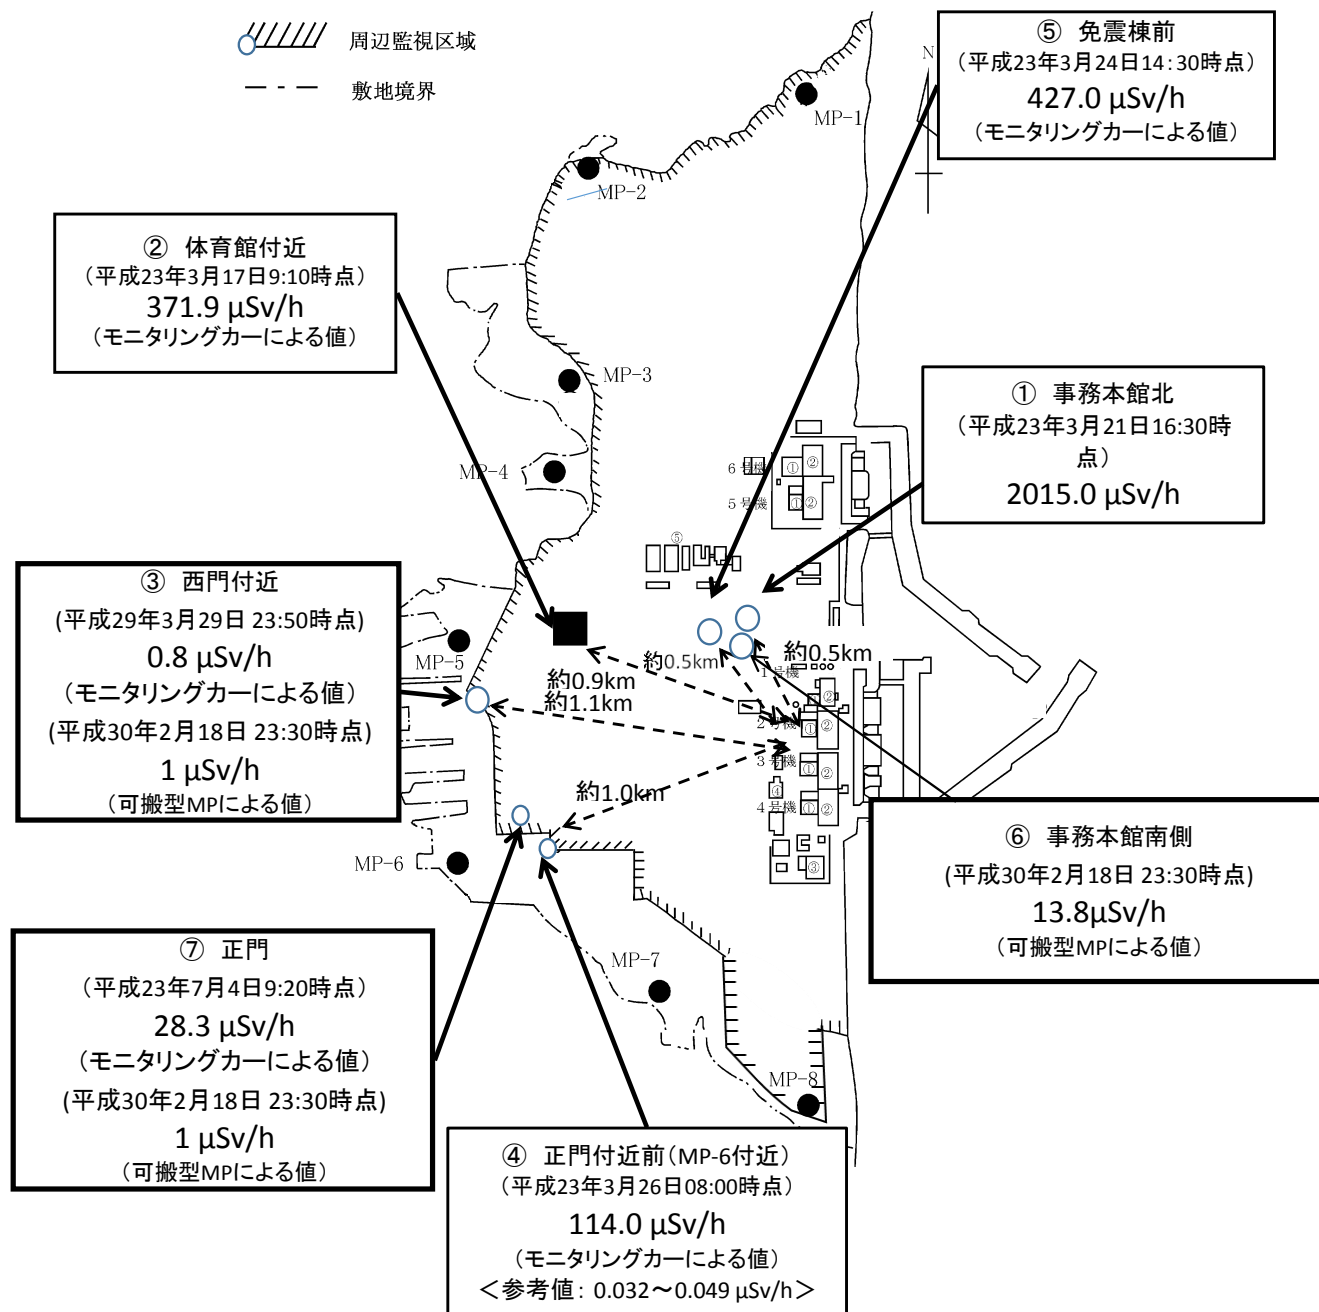 周辺監視区域
敷地境界
⑤ 免震棟前
（平成23年3月24日14：30時点）
427.0 μSv/h
（モニタリングカーによる値）
N
MP-1
MP-2
② 体育館付近
（平成23年3月17日9:10時点）
371.9 μSv/h
（モニタリングカーによる値）
MP-3
① 事務本館北
（平成23年3月21日16:30時
点）
2015.0 μSv/h
MP-4
6号機
① ②
5号機
① ②
⑤
③ 西門付近
(平成29年3月29日 23:50時点)
0.8 μSv/h
（モニタリングカーによる値）
(平成30年2月18日 23:30時点)
1 μSv/h
（可搬型MPによる値）
MP-5
約0.5km
約0.5km
約0.9km
約1.1km
1号機
②
2号機
① ②
3号機
① ②
④
4号機
① ②
③
約1.0km
MP-6
⑥ 事務本館南側
(平成30年2月18日 23:30時点)
13.8μSv/h
（可搬型MPによる値）
⑦ 正門
（平成23年7月4日9:20時点）
28.3 μSv/h
（モニタリングカーによる値）
(平成30年2月18日 23:30時点)
1 μSv/h
（可搬型MPによる値）
MP-7
MP-8
④ 正門付近前（MP-6付近）
（平成23年3月26日08:00時点）
114.0 μSv/h
（モニタリングカーによる値）
＜参考値： 0.032～0.049 μSv/h＞